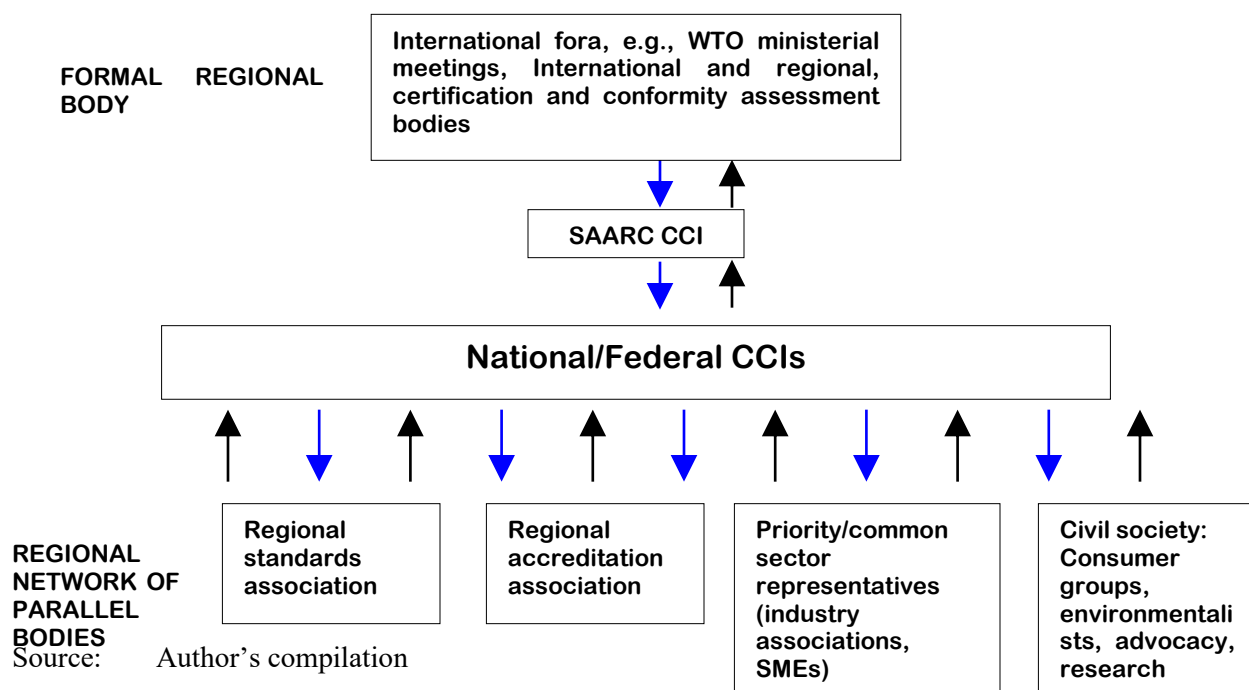 International fora, e.g., WTO ministerial
meetings, International and regional,
certification and conformity assessment
bodies
FORMAL REGIONAL
BODY
SAARC CCI
National/Federal CCIs
Regional
standards
association
Regional
accreditation
association
Priority/common
sector
representatives
(industry
associations,
SMEs)
Civil society:
Consumer
groups,
environmentali
sts, advocacy,
research
REGIONAL
NETWORK OF
PARALLEL
BODIES
Source: Author’s compilation